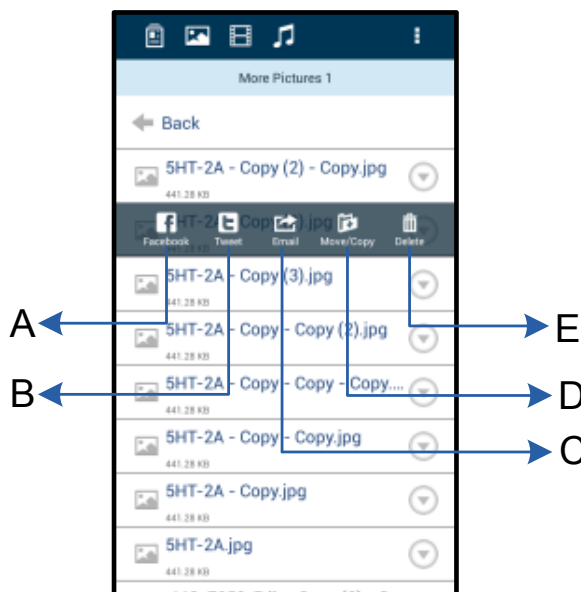 More Pictures 1
Back
5HT-2A - Copy (2) - Copy.jpg
441.28 KB
Facebook Tweet Email Move/Copy Delete
5HT-2A - Copy (3).jpg
441.28 KB
A
E
5HT-2A - Copy - Copy (2).jpg
441.28 KB
B
D
5HT-2A - Copy - Copy - Copy....
441.28 KB
5HT-2A - Copy - Copy.jpg
C
441.28 KB
5HT-2A - Copy.jpg
441.28 KB
5HT-2A.jpg
441.28 KB